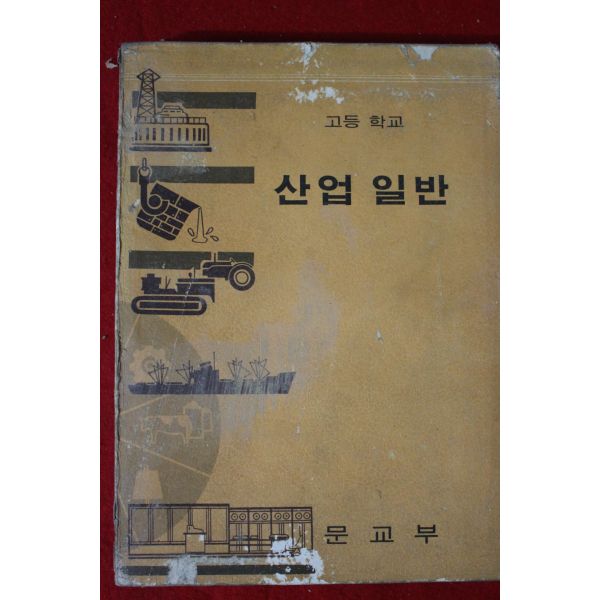 고등 학교
산업 일반
문교부